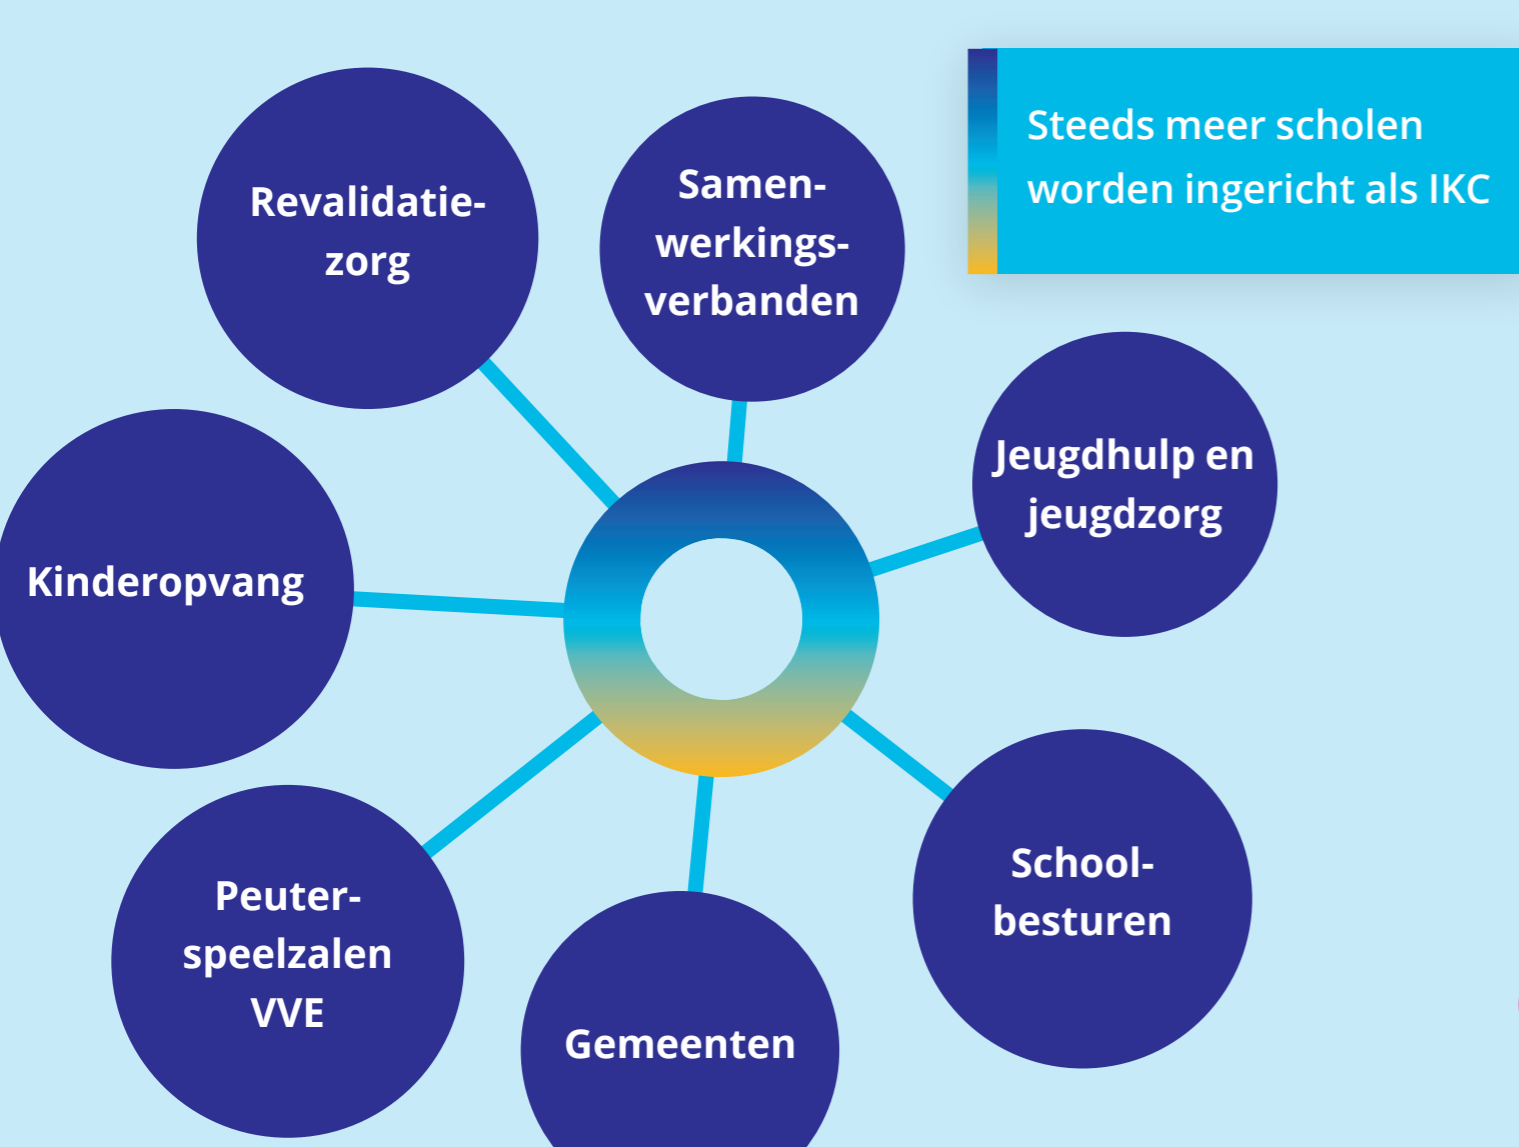 Steeds meer scholen
worden ingericht als IKC
Revalidatie-
zorg
Samen-
werkings-
verbanden
Jeugdhulp en
jeugdzorg
Kinderopvang
School-
besturen
Peuter-
speelzalen
VVE
Gemeenten